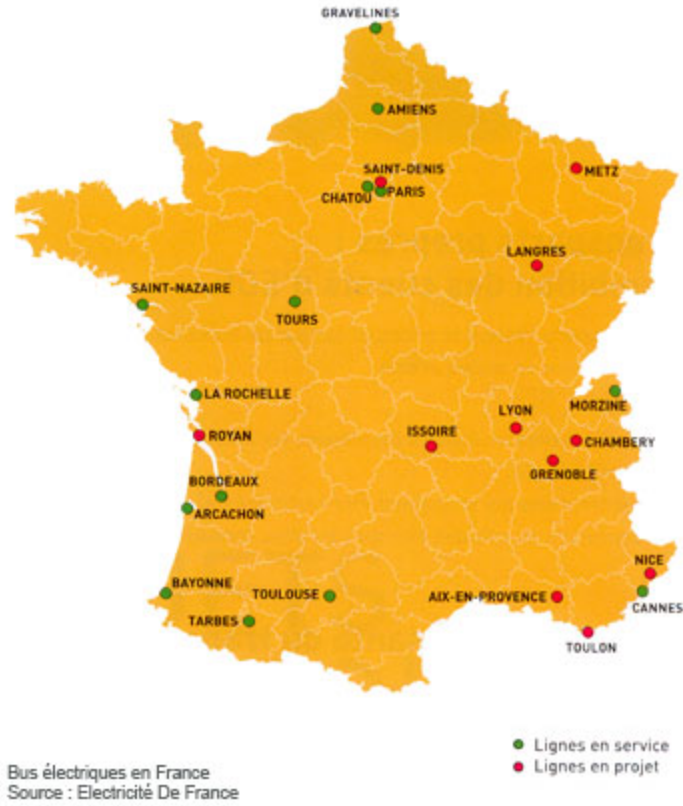 GRAVELINES
AMIENS
SAINT-DENIS
METZ
CHATOU
PARIS
LANGRES
SAINT-NAZAIRE
TOURS
LA ROCHELLE
MORZINE
LYON
ROYAN
ISSOIRE
CHAMBERY
GRENOBLE
BORDEAUX
ARCACHON
NICE
BAYONNE
TOULOUSE
AIX-EN-PROVENCE
CANNES
TARBES
TOULON
Lignes en service
Lignes en projet
Bus électriques en France
Source : Electricité De France